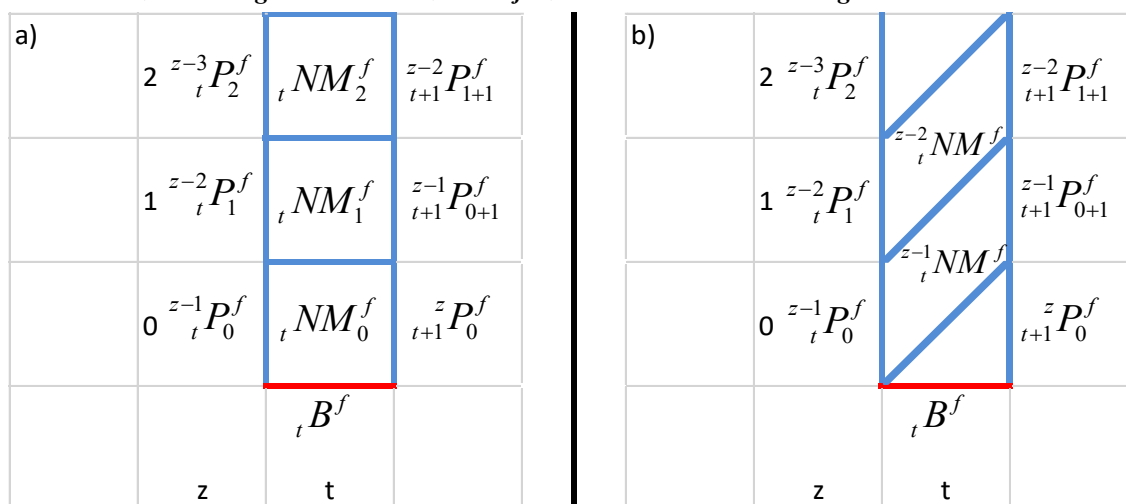 a)
2 ^{z−3}_{t}P^{f}_{2} _{t}NM^{f}_{2} ^{z−2}_{t+1}P^{f}_{1+1}
1 ^{z−2}_{t}P^{f}_{1} _{t}NM^{f}_{1} ^{z−1}_{t+1}P^{f}_{0+1}
0 ^{z−1}_{t}P^{f}_{0} _{t}NM^{f}_{0} ^{z}_{t+1}P^{f}_{0}
_{t}B^{f}
z t
b)
2 ^{z−3}_{t}P^{f}_{2} ^{z−2}_{t+1}P^{f}_{1+1}
^{z−2}_{t}NM^{f}
1 ^{z−2}_{t}P^{f}_{1} ^{z−1}_{t+1}P^{f}_{0+1}
^{z−1}_{t}NM^{f}
0 ^{z−1}_{t}P^{f}_{0} ^{z}_{t+1}P^{f}_{0}
_{t}B^{f}
z t